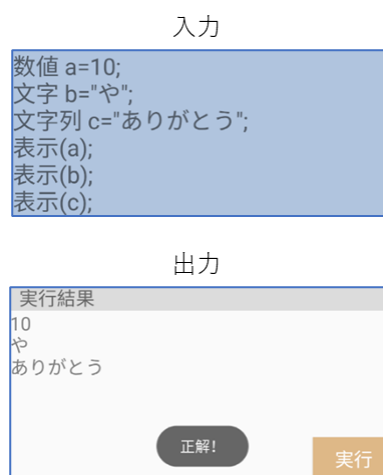 入力
数値 a=10;
文字 b="や";
文字列 c="ありがとう";
表示(a);
表示(b);
表示(c);
出力
実行結果
10
や
ありがとう
正解!
実行